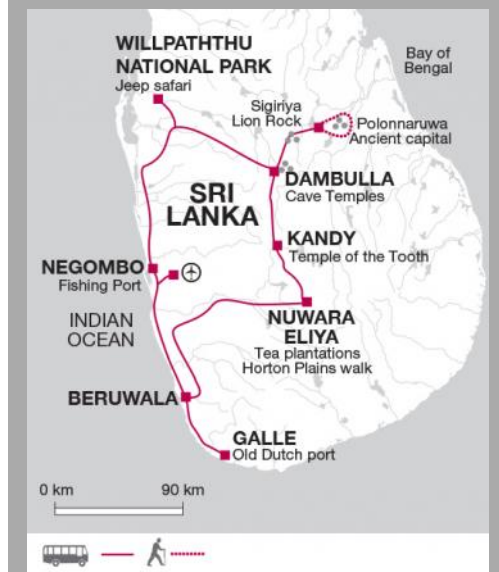 WILLPATHTHU
NATIONAL PARK
Jeep safari
Bay of
Bengal
Sigiriya
Lion Rock
Polonnaruwa
Ancient capital
DAMBULLA
Cave Temples
SRI
LANKA
KANDY
Temple of the Tooth
NEGOMBO
Fishing Port
INDIAN
OCEAN
NUWARA
ELIYA
Tea plantations
Horton Plains walk
BERUWALA
GALLE
Old Dutch port
0 km
90 km